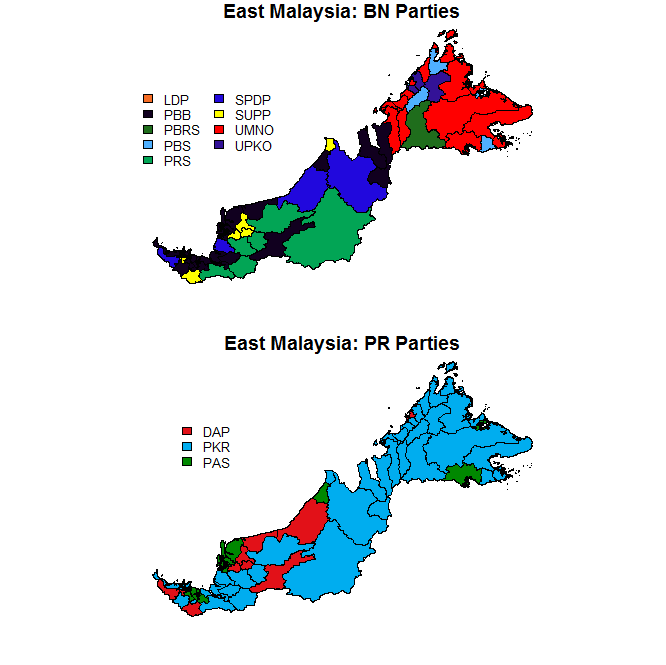 East Malaysia: BN Parties
LDP SPDP
PBB SUPP
PBRS UMNO
PBS UPKO
PRS
East Malaysia: PR Parties
DAP
PKR
PAS